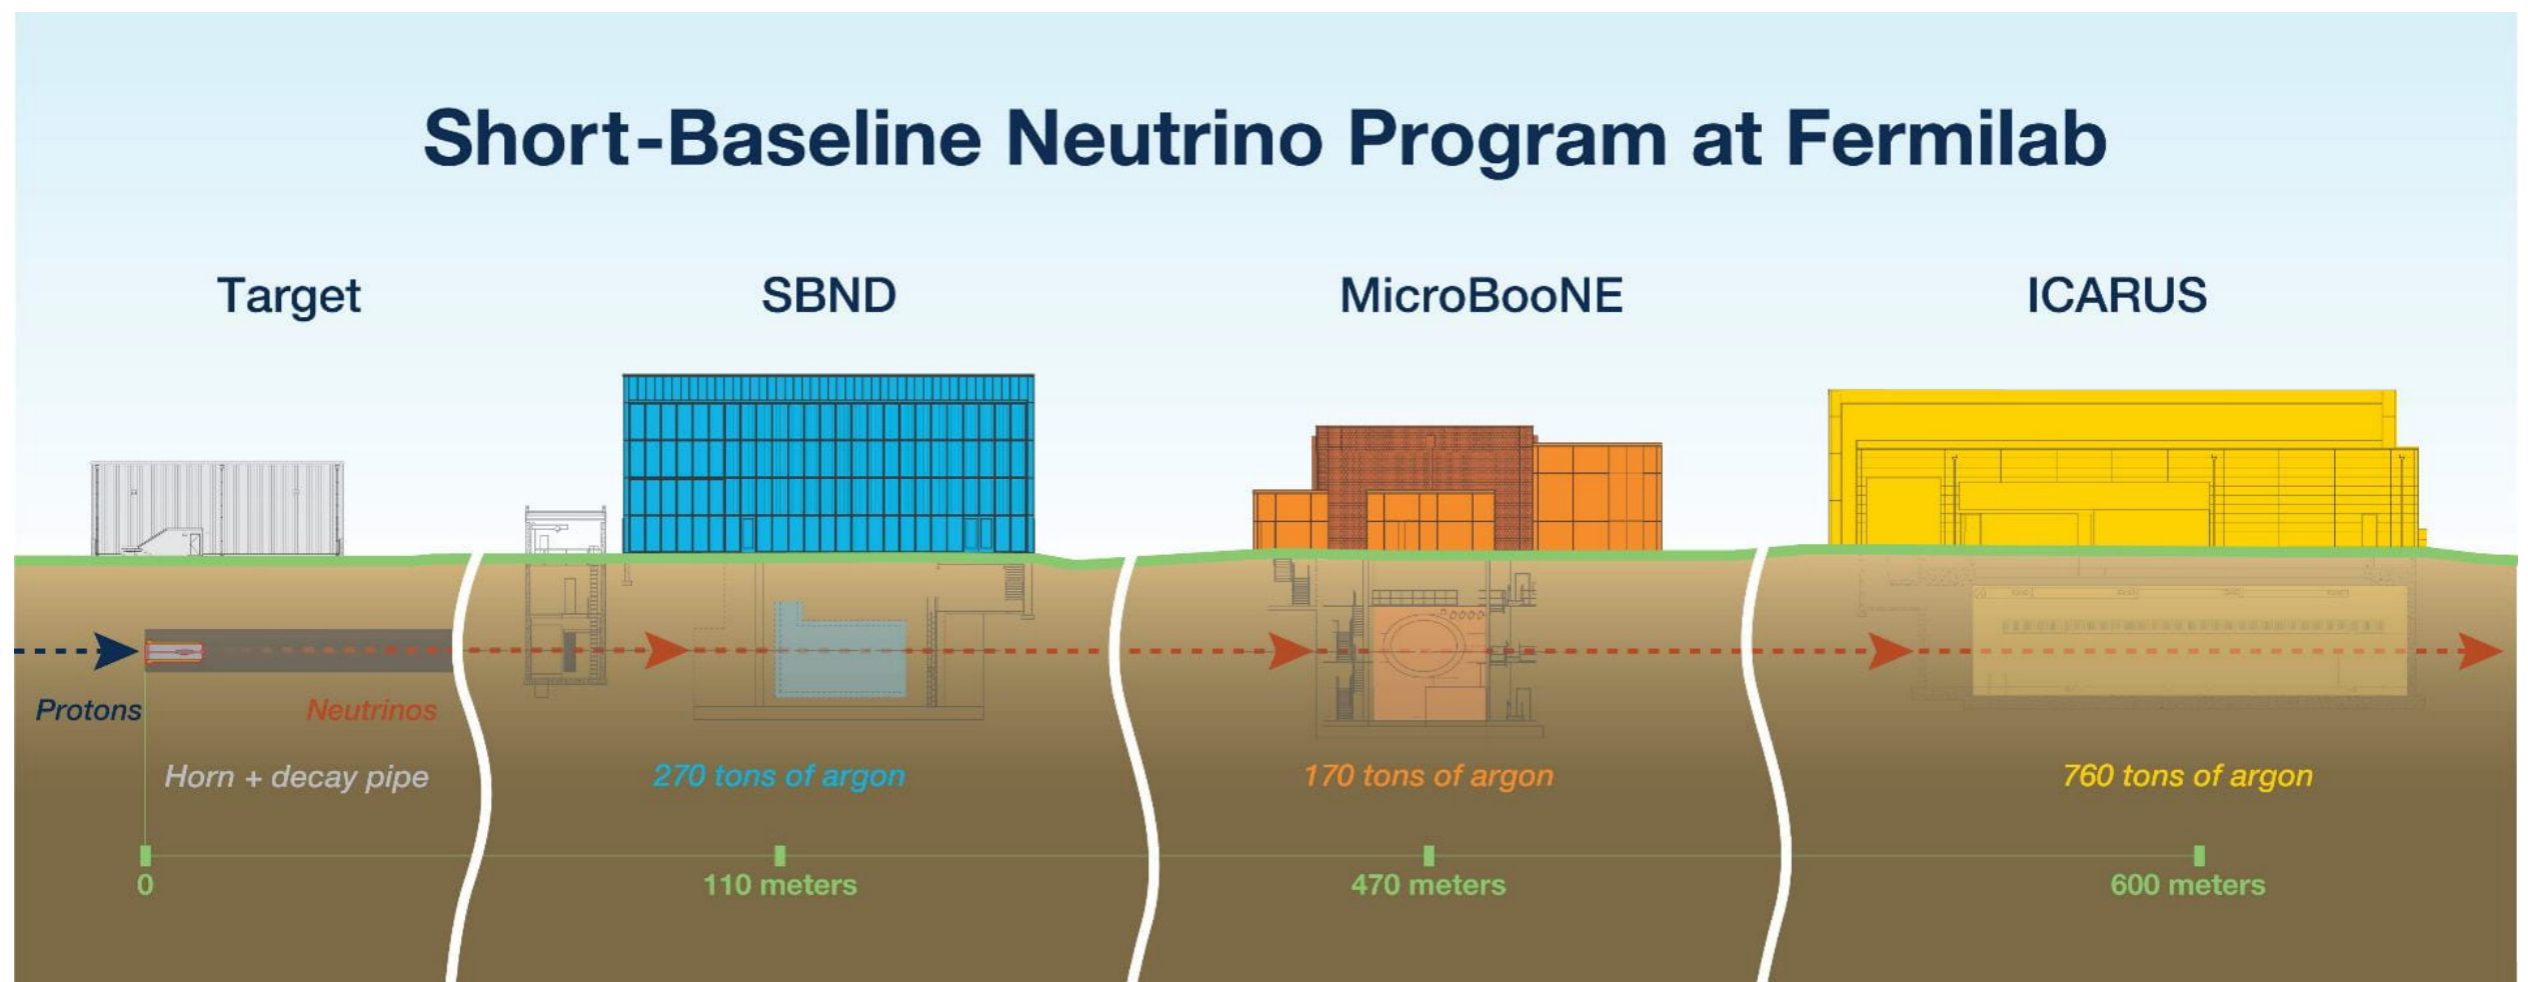 Short-Baseline Neutrino Program at Fermilab
Target
SBND
MicroBooNE
ICARUS
Protons
Neutrinos
Horn + decay pipe
270 tons of argon
170 tons of argon
760 tons of argon
0
110 meters
470 meters
600 meters